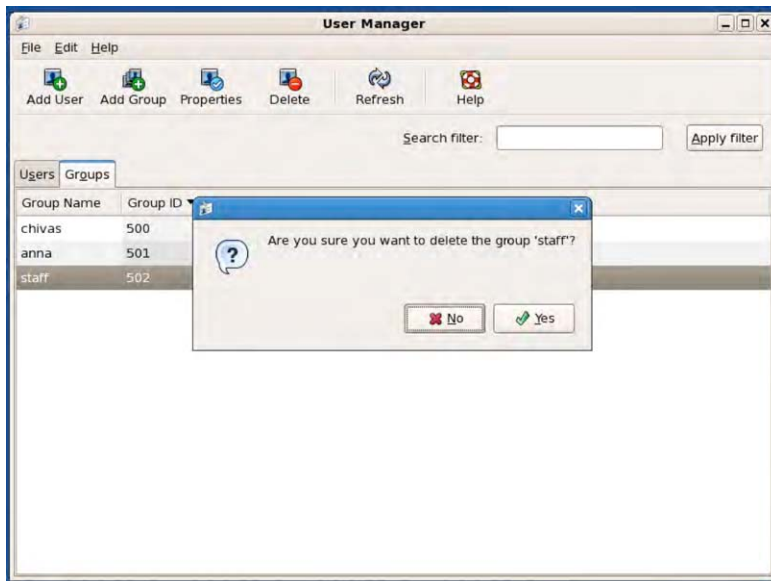 User Manager
File Edit Help
Add User Add Group Properties Delete Refresh Help
Search filter: Apply filter
Users Groups
Group Name Group ID
chivas 500
anna 501
staff 502
Are you sure you want to delete the group 'staff'?
No Yes